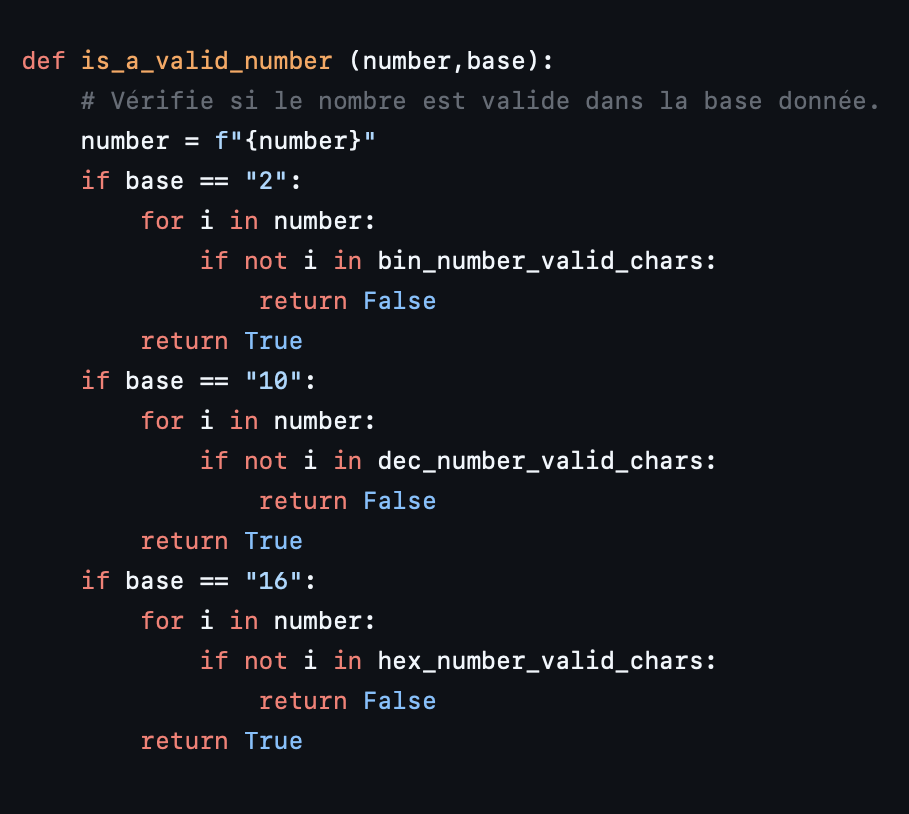 def is_a_valid_number (number,base):
    # Vérifie si le nombre est valide dans la base donnée.
    number = f"{number}"
    if base == "2":
        for i in number:
            if not i in bin_number_valid_chars:
                return False
        return True
    if base == "10":
        for i in number:
            if not i in dec_number_valid_chars:
                return False
        return True
    if base == "16":
        for i in number:
            if not i in hex_number_valid_chars:
                return False
        return True